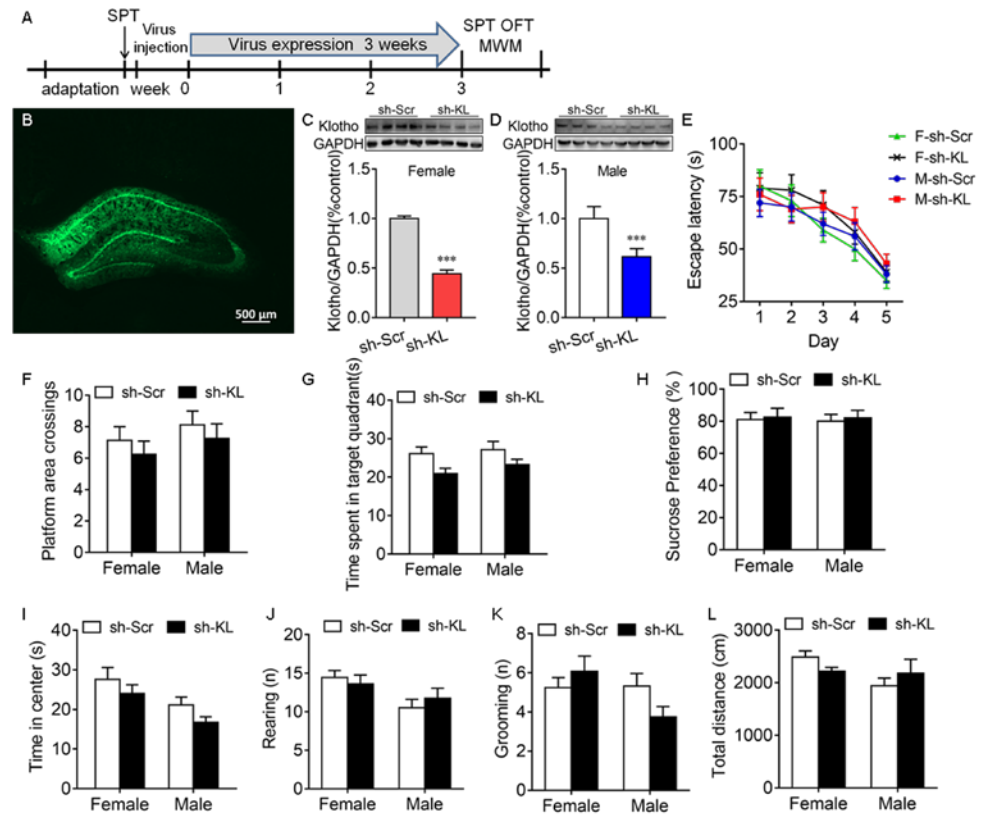 A
SPT
Virus
injection
Virus expression 3 weeks
SPT OFT
MWM
adaptation
week
0
1
2
3
B
500 μm
C
sh-Scr
sh-KL
Klotho
GAPDH
Klotho/GAPDH(%control)
1.5
1.0
0.5
0.0
Female
***
sh-Scr
sh-KL
D
sh-Scr
sh-KL
Klotho
GAPDH
Klotho/GAPDH(%control)
1.5
1.0
0.5
0.0
Male
***
sh-Scr
sh-KL
E
F-sh-Scr
F-sh-KL
M-sh-Scr
M-sh-KL
Escape latency (s)
100
75
50
25
1 2 3 4 5
Day
F
sh-Scr
sh-KL
Platform area crossings
10
8
6
4
2
0
Female
Male
G
sh-Scr
sh-KL
Time spent in target quadrant(s)
40
30
20
10
0
Female
Male
H
sh-Scr
sh-KL
Sucrose Preference (%)
100
80
60
40
20
0
Female
Male
I
sh-Scr
sh-KL
Time in center (s)
40
30
20
10
0
Female
Male
J
sh-Scr
sh-KL
Rearing (n)
20
15
10
5
0
Female
Male
K
sh-Scr
sh-KL
Grooming (n)
8
6
4
2
0
Female
Male
L
sh-Scr
sh-KL
Total distance (cm)
3000
2000
1000
0
Female
Male